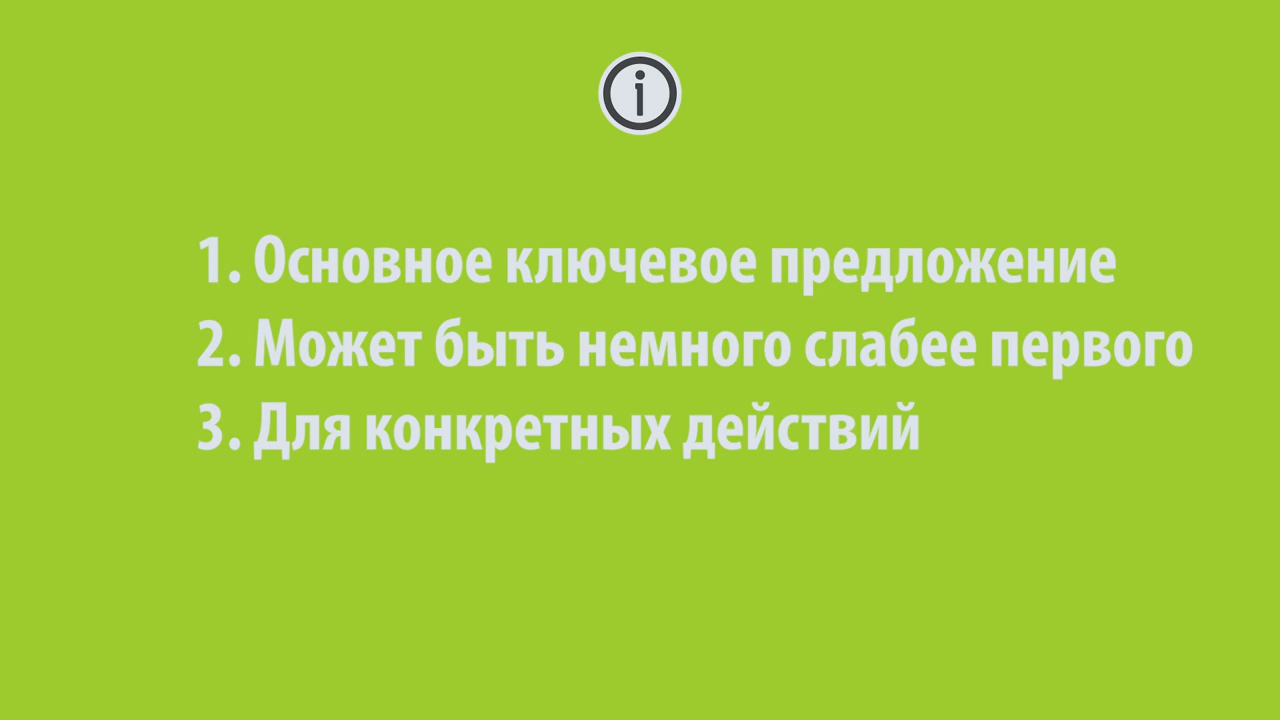 1. Основное ключевое предложение
2. Может быть немного слабее первого
3. Для конкретных действий